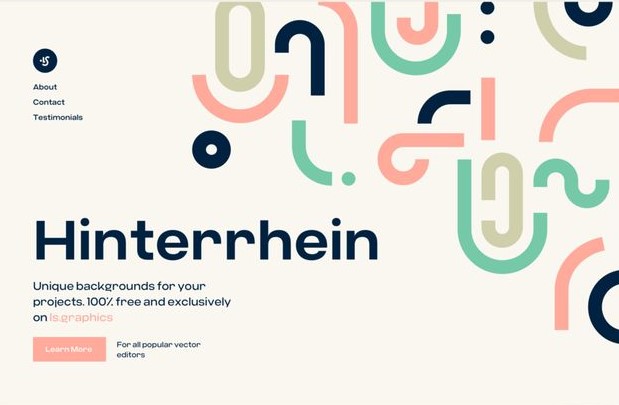 About
Contact
Testimonials
Hinterrhein
Unique backgrounds for your
projects. 100% free and exclusively
on ls.graphics
Learn More
For all popular vector
editors